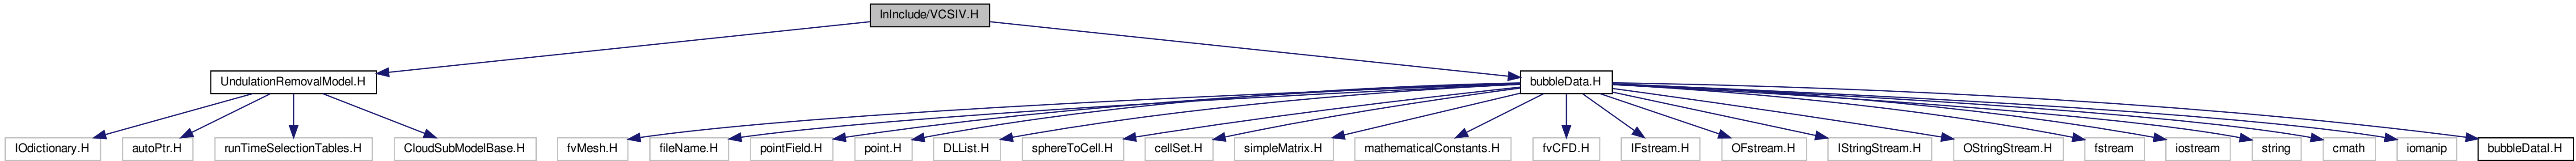 lnInclude/VCSIV.H
UndulationRemovalModel.H
bubbleData.H
IOdictionary.H
autoPtr.H
runTimeSelectionTables.H
CloudSubModelBase.H
fvMesh.H
fileName.H
pointField.H
point.H
DLList.H
sphereToCell.H
cellSet.H
simpleMatrix.H
mathematicalConstants.H
fvCFD.H
IFstream.H
OFstream.H
IStringStream.H
OStringStream.H
fstream
iostream
string
cmath
iomanip
bubbleDataI.H